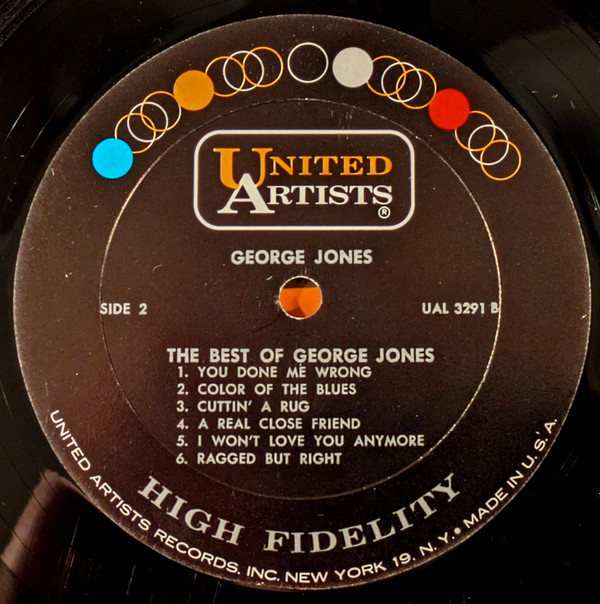 UNITED
ARTISTS®
GEORGE JONES
SIDE 2
UAL 3291 B
THE BEST OF GEORGE JONES
1. YOU DONE ME WRONG
2. COLOR OF THE BLUES
3. CUTTIN' A RUG
4. A REAL CLOSE FRIEND
5. I WON'T LOVE YOU ANYMORE
6. RAGGED BUT RIGHT
HIGH FIDELITY
UNITED ARTISTS RECORDS, INC. NEW YORK 19, N.Y. • MADE IN U.S.A.